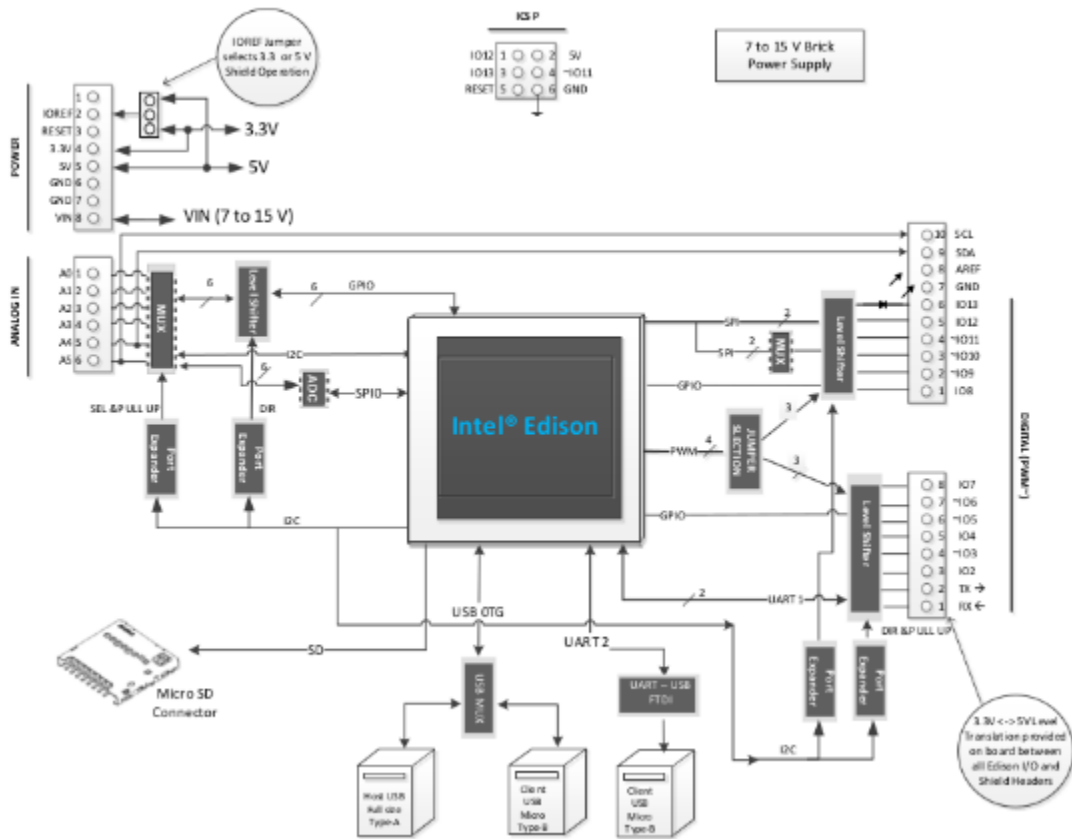 ICSP
IO12 1 2 5V
IO13 3 4 ~IO11
RESET 5 6 GND
7 to 15 V Brick
Power Supply
IOREF Jumper
selects 3.3 or 5 V
Shield Operation
POWER
1
IOREF 2
RESET 3
3.3V 4
5V 5
GND 6
GND 7
VIN 8
3.3V
5V
VIN (7 to 15 V)
ANALOG IN
A0 1
A1 2
A2 3
A3 4
A4 5
A5 6
MUX
6
Level Shifter
6
GPIO
I2C
6
ADC
SPIO
SEL &PULL UP
DIR
Port
Expander
Port
Expander
I2C
Intel® Edison
10 SCL
9 SDA
8 AREF
7 GND
6 IO13
5 IO12
4 ~IO11
3 ~IO10
2 ~IO9
1 IO8
SPI
2
SPI
2
MUX
Level Shifter
GPIO
PWM
4
JUMPER
SELECTION
3
3
GPIO
Level Shifter
DIGITAL (PWM~)
8 IO7
7 ~IO6
6 ~IO5
5 IO4
4 ~IO3
3 IO2
2 TX →
1 RX ←
2
UART 1
DIR &PULL UP
USB OTG
UART 2
SD
Micro SD
Connector
USB MUX
UART – USB
FTDI
Port
Expander
Port
Expander
I2C
Host USB
Full size
Type-A
Client
USB
Micro
Type-B
Client
USB
Micro
Type-B
3.3V <-> 5V Level
Translation provided
on board between
all Edison I/O and
Shield Headers